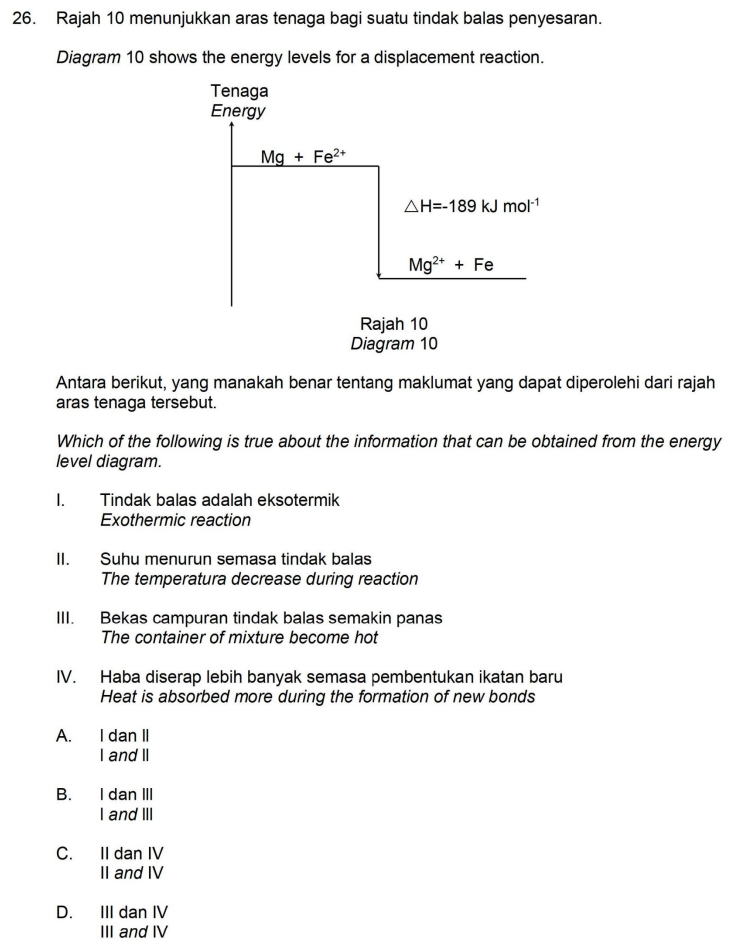 26. Rajah 10 menunjukkan aras tenaga bagi suatu tindak balas penyesaran.
Diagram 10 shows the energy levels for a displacement reaction.
Tenaga
Energy
Mg + Fe²⁺
△H=-189 kJ mol⁻¹
Mg²⁺ + Fe
Rajah 10
Diagram 10
Antara berikut, yang manakah benar tentang maklumat yang dapat diperolehi dari rajah
aras tenaga tersebut.
Which of the following is true about the information that can be obtained from the energy
level diagram.
I. Tindak balas adalah eksotermik
Exothermic reaction
II. Suhu menurun semasa tindak balas
The temperatura decrease during reaction
III. Bekas campuran tindak balas semakin panas
The container of mixture become hot
IV. Haba diserap lebih banyak semasa pembentukan ikatan baru
Heat is absorbed more during the formation of new bonds
A. I dan II
I and II
B. I dan III
I and III
C. II dan IV
II and IV
D. III dan IV
III and IV